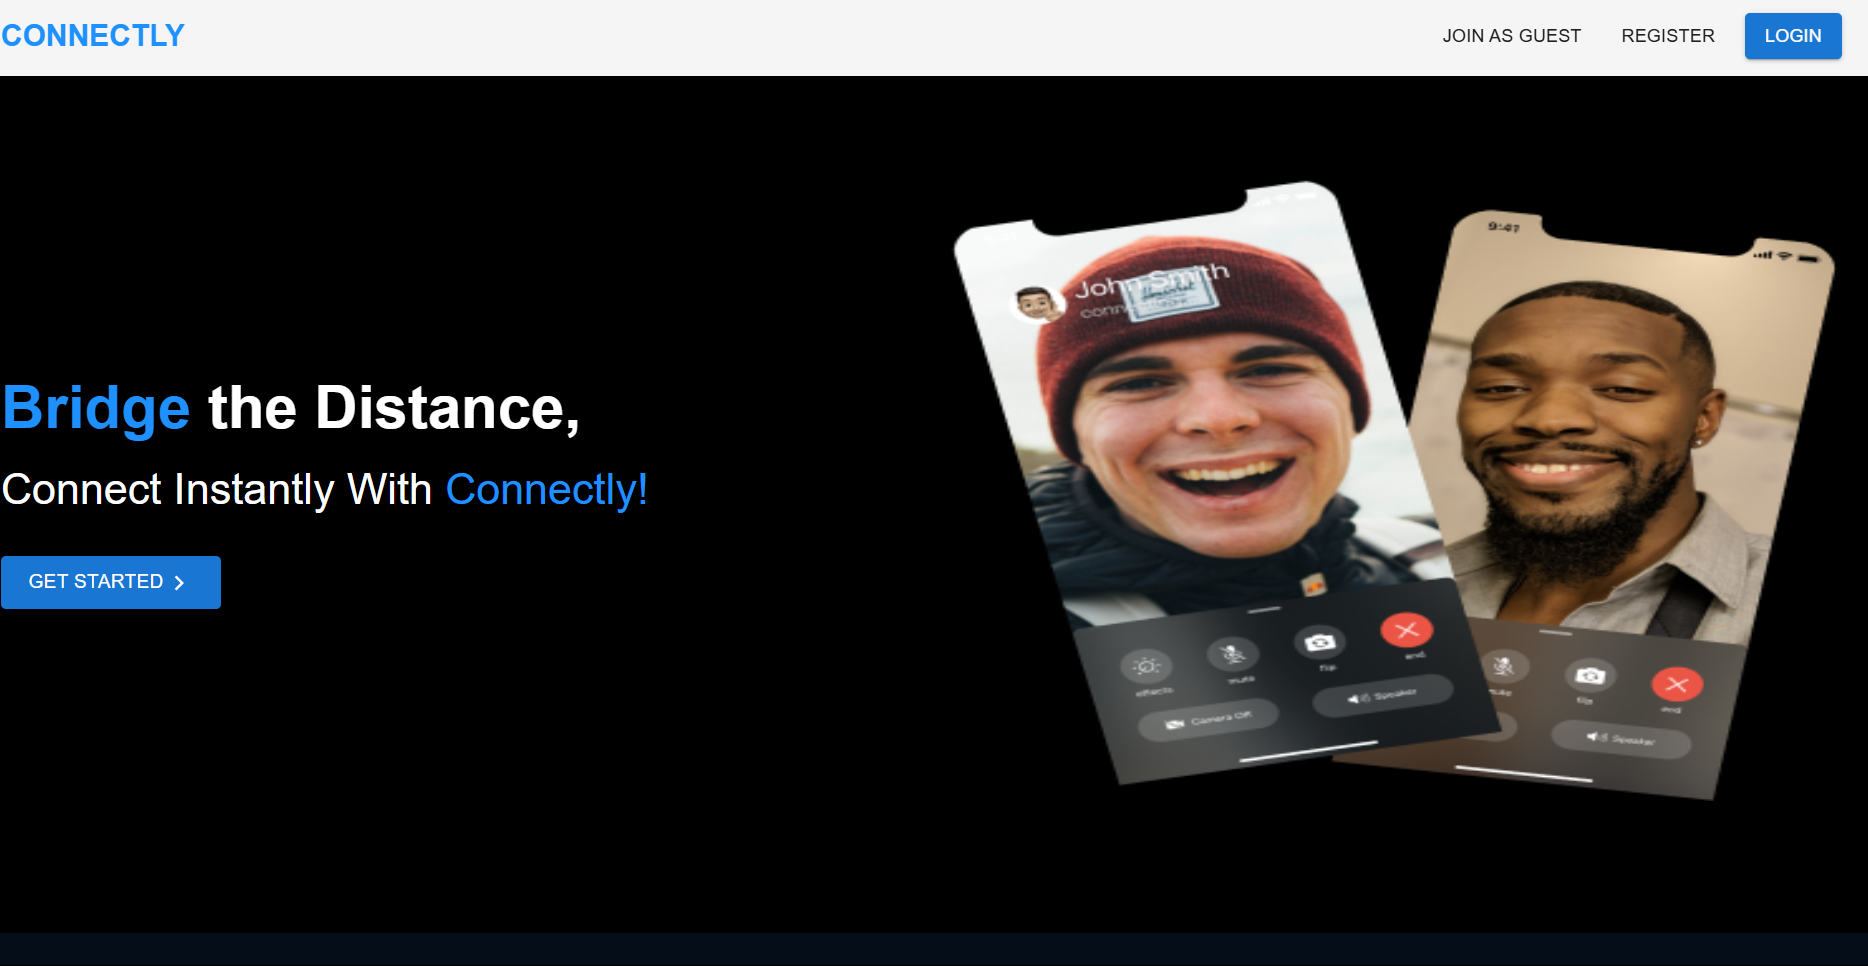 CONNECTLY
JOIN AS GUEST
REGISTER
LOGIN
Bridge the Distance,
Connect Instantly With Connectly!
GET STARTED
John Smith
9:41
effects
mute
flip
end
Camera Off
Speaker
flip
end
Speaker